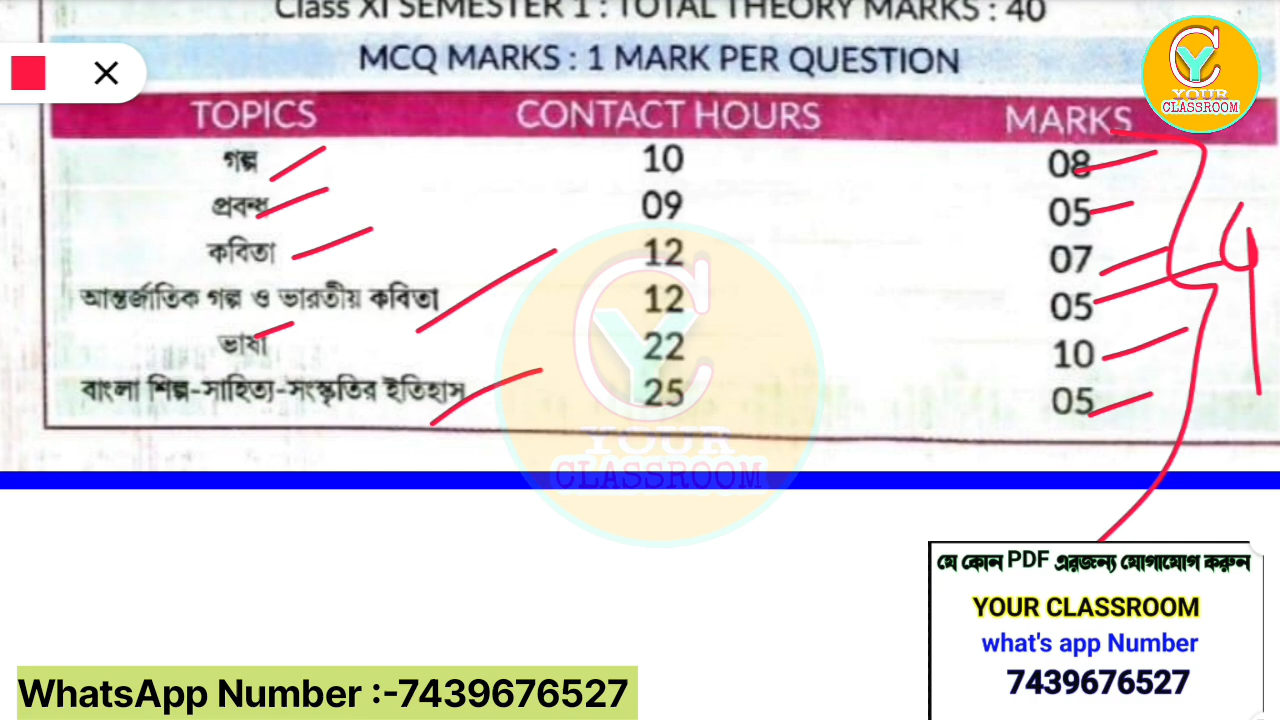 Class XI SEMESTER 1 : TOTAL THEORY MARKS : 40
MCQ MARKS : 1 MARK PER QUESTION
TOPICS CONTACT HOURS MARKS
গল্প 10 08
প্রবন্ধ 09 05
কবিতা 12 07
আন্তর্জাতিক গল্প ও ভারতীয় কবিতা 12 05
ভাষা 22 10
বাংলা শিল্প-সাহিত্য-সংস্কৃতির ইতিহাস 25 05
YOUR
CLASSROOM
YOUR
CLASSROOM
যে কোন PDF এরজন্য যোগাযোগ করুন
YOUR CLASSROOM
what's app Number
7439676527
WhatsApp Number :-7439676527